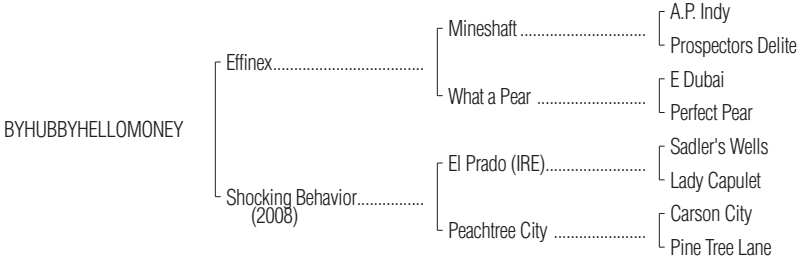 A.P. Indy
Mineshaft
Prospectors Delite
Effinex
E Dubai
What a Pear
Perfect Pear
BYHUBBYHELLOMONEY
Sadler's Wells
El Prado (IRE)
Lady Capulet
Shocking Behavior
(2008)
Carson City
Peachtree City
Pine Tree Lane